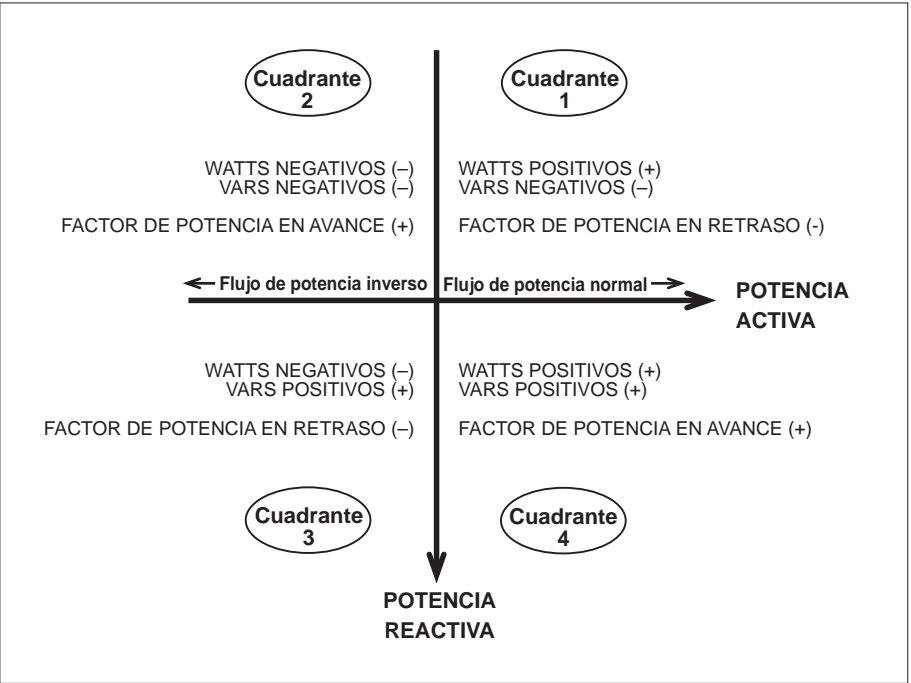 Cuadrante
2
Cuadrante
1
WATTS NEGATIVOS (–)
VARS NEGATIVOS (–)
FACTOR DE POTENCIA EN AVANCE (+)
WATTS POSITIVOS (+)
VARS NEGATIVOS (–)
FACTOR DE POTENCIA EN RETRASO (-)
Flujo de potencia inverso
Flujo de potencia normal
POTENCIA
ACTIVA
WATTS NEGATIVOS (–)
VARS POSITIVOS (+)
FACTOR DE POTENCIA EN RETRASO (–)
WATTS POSITIVOS (+)
VARS POSITIVOS (+)
FACTOR DE POTENCIA EN AVANCE (+)
Cuadrante
3
Cuadrante
4
POTENCIA
REACTIVA